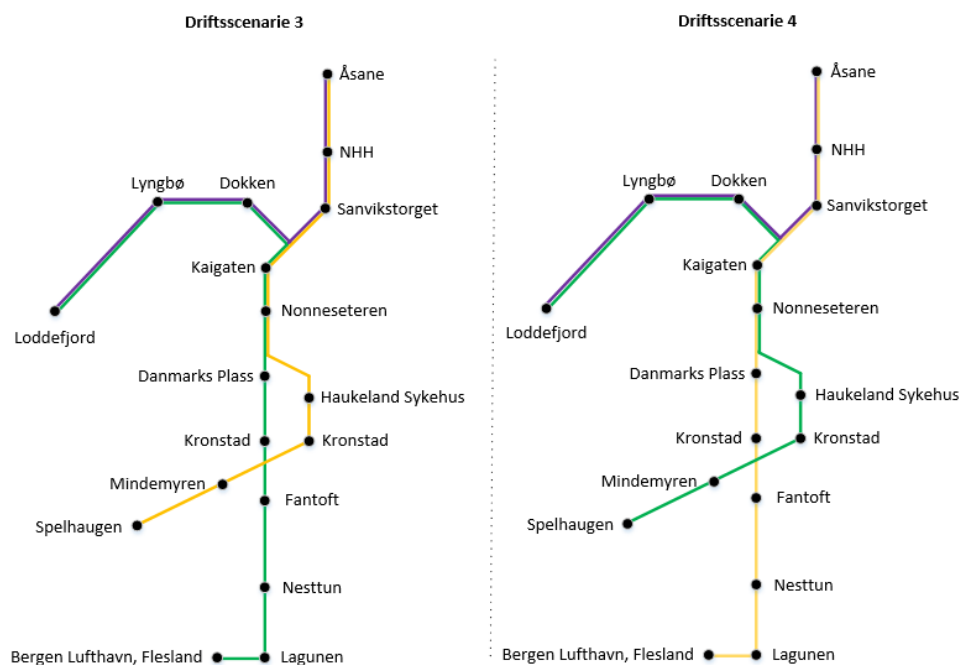 Driftsscenarie 3
Åsane
NHH
Lyngbø
Dokken
Sanvikstorget
Kaigaten
Nonneseteren
Loddefjord
Danmarks Plass
Haukeland Sykehus
Kronstad
Kronstad
Mindemyren
Fantoft
Spelhaugen
Nesttun
Bergen Lufthavn, Flesland
Lagunen
Driftsscenarie 4
Åsane
NHH
Lyngbø
Dokken
Sanvikstorget
Kaigaten
Nonneseteren
Loddefjord
Danmarks Plass
Haukeland Sykehus
Kronstad
Kronstad
Mindemyren
Fantoft
Spelhaugen
Nesttun
Bergen Lufthavn, Flesland
Lagunen